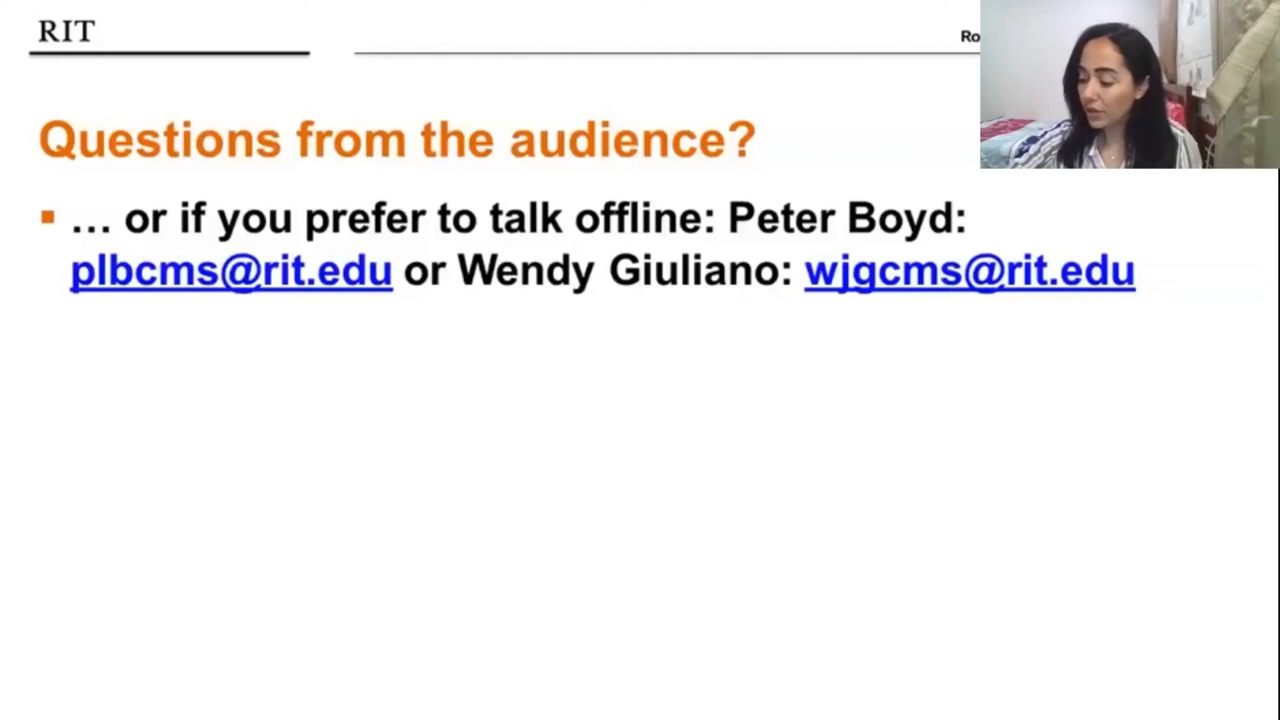 RIT
Ro
Questions from the audience?
… or if you prefer to talk offline: Peter Boyd:
plbcms@rit.edu or Wendy Giuliano: wjgcms@rit.edu